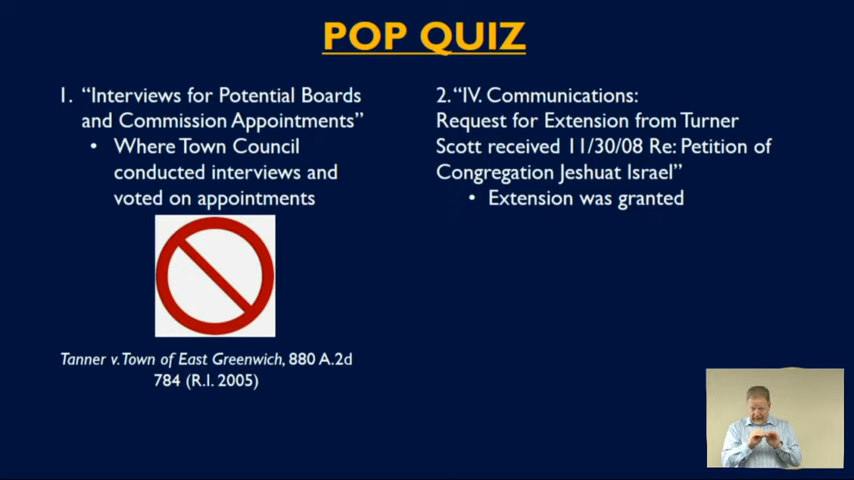 POP QUIZ
1. “Interviews for Potential Boards
and Commission Appointments”
• Where Town Council
conducted interviews and
voted on appointments
Tanner v. Town of East Greenwich, 880 A.2d
784 (R.I. 2005)
2. “IV. Communications:
Request for Extension from Turner
Scott received 11/30/08 Re: Petition of
Congregation Jeshuat Israel”
• Extension was granted